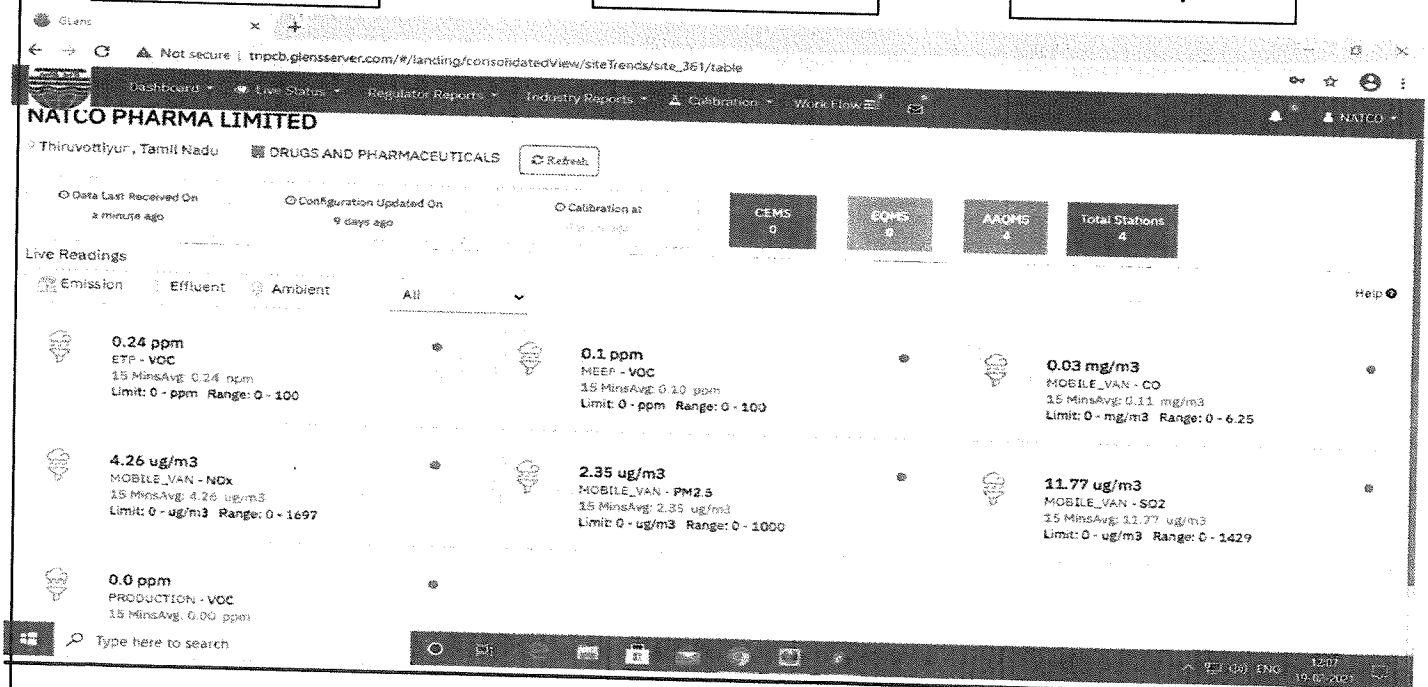 GLens
Not secure | tnpcb.glensserver.com/#/landing/consolidatedView/siteTrends/site_361/table
Dashboard Live Status Regulator Reports Industry Reports Calibration Work Flow
NATCO
NATCO PHARMA LIMITED
Thiruvottiyur, Tamil Nadu DRUGS AND PHARMACEUTICALS Refresh
Data Last Received On
a minute ago
Configuration Updated On
9 days ago
Calibration at
CEMS
0
EQMS
0
AAQMS
4
Total Stations
4
Live Readings
Emission Effluent Ambient All
Help
0.24 ppm
ETP - VOC
15 MinsAvg: 0.24 ppm
Limit: 0 - ppm Range: 0 - 100
0.1 ppm
MEEP - VOC
15 MinsAvg: 0.10 ppm
Limit: 0 - ppm Range: 0 - 100
0.03 mg/m3
MOBILE_VAN - CO
15 MinsAvg: 0.11 mg/m3
Limit: 0 - mg/m3 Range: 0 - 6.25
4.26 ug/m3
MOBILE_VAN - NOx
15 MinsAvg: 4.26 ug/m3
Limit: 0 - ug/m3 Range: 0 - 1697
2.35 ug/m3
MOBILE_VAN - PM2.5
15 MinsAvg: 2.35 ug/m3
Limit: 0 - ug/m3 Range: 0 - 1000
11.77 ug/m3
MOBILE_VAN - SO2
15 MinsAvg: 11.77 ug/m3
Limit: 0 - ug/m3 Range: 0 - 1429
0.0 ppm
PRODUCTION - VOC
15 MinsAvg: 0.00 ppm
Type here to search
ENG
12:07
19-02-2021